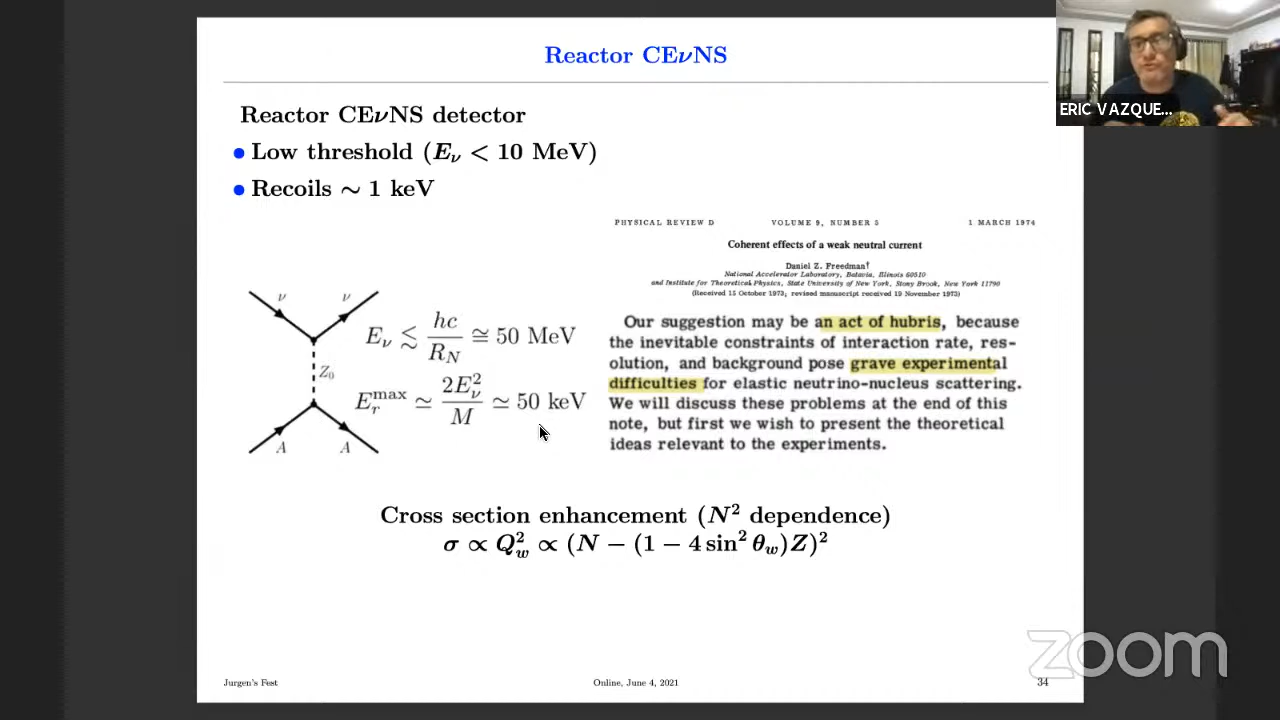 Reactor CEνNS
ERIC VAZQUE...
Reactor CEνNS detector
Low threshold (Eν < 10 MeV)
Recoils ∼ 1 keV
PHYSICAL REVIEW D VOLUME 9, NUMBER 5 1 MARCH 1974
Coherent effects of a weak neutral current
Daniel Z. Freedman†
National Accelerator Laboratory, Batavia, Illinois 60510
and Institute for Theoretical Physics, State University of New York, Stony Brook, New York 11790
(Received 15 October 1973; revised manuscript received 19 November 1973)
Our suggestion may be an act of hubris, because
the inevitable constraints of interaction rate, res-
olution, and background pose grave experimental
difficulties for elastic neutrino-nucleus scattering.
We will discuss these problems at the end of this
note, but first we wish to present the theoretical
ideas relevant to the experiments.
ν ν
Z0
A A
Eν ≲ hc/RN ≅ 50 MeV
Er^max ≃ 2Eν²/M ≃ 50 keV
Cross section enhancement (N² dependence)
σ ∝ Qw² ∝ (N − (1 − 4 sin² θw)Z)²
zoom
Jurgen's Fest Online, June 4, 2021 34